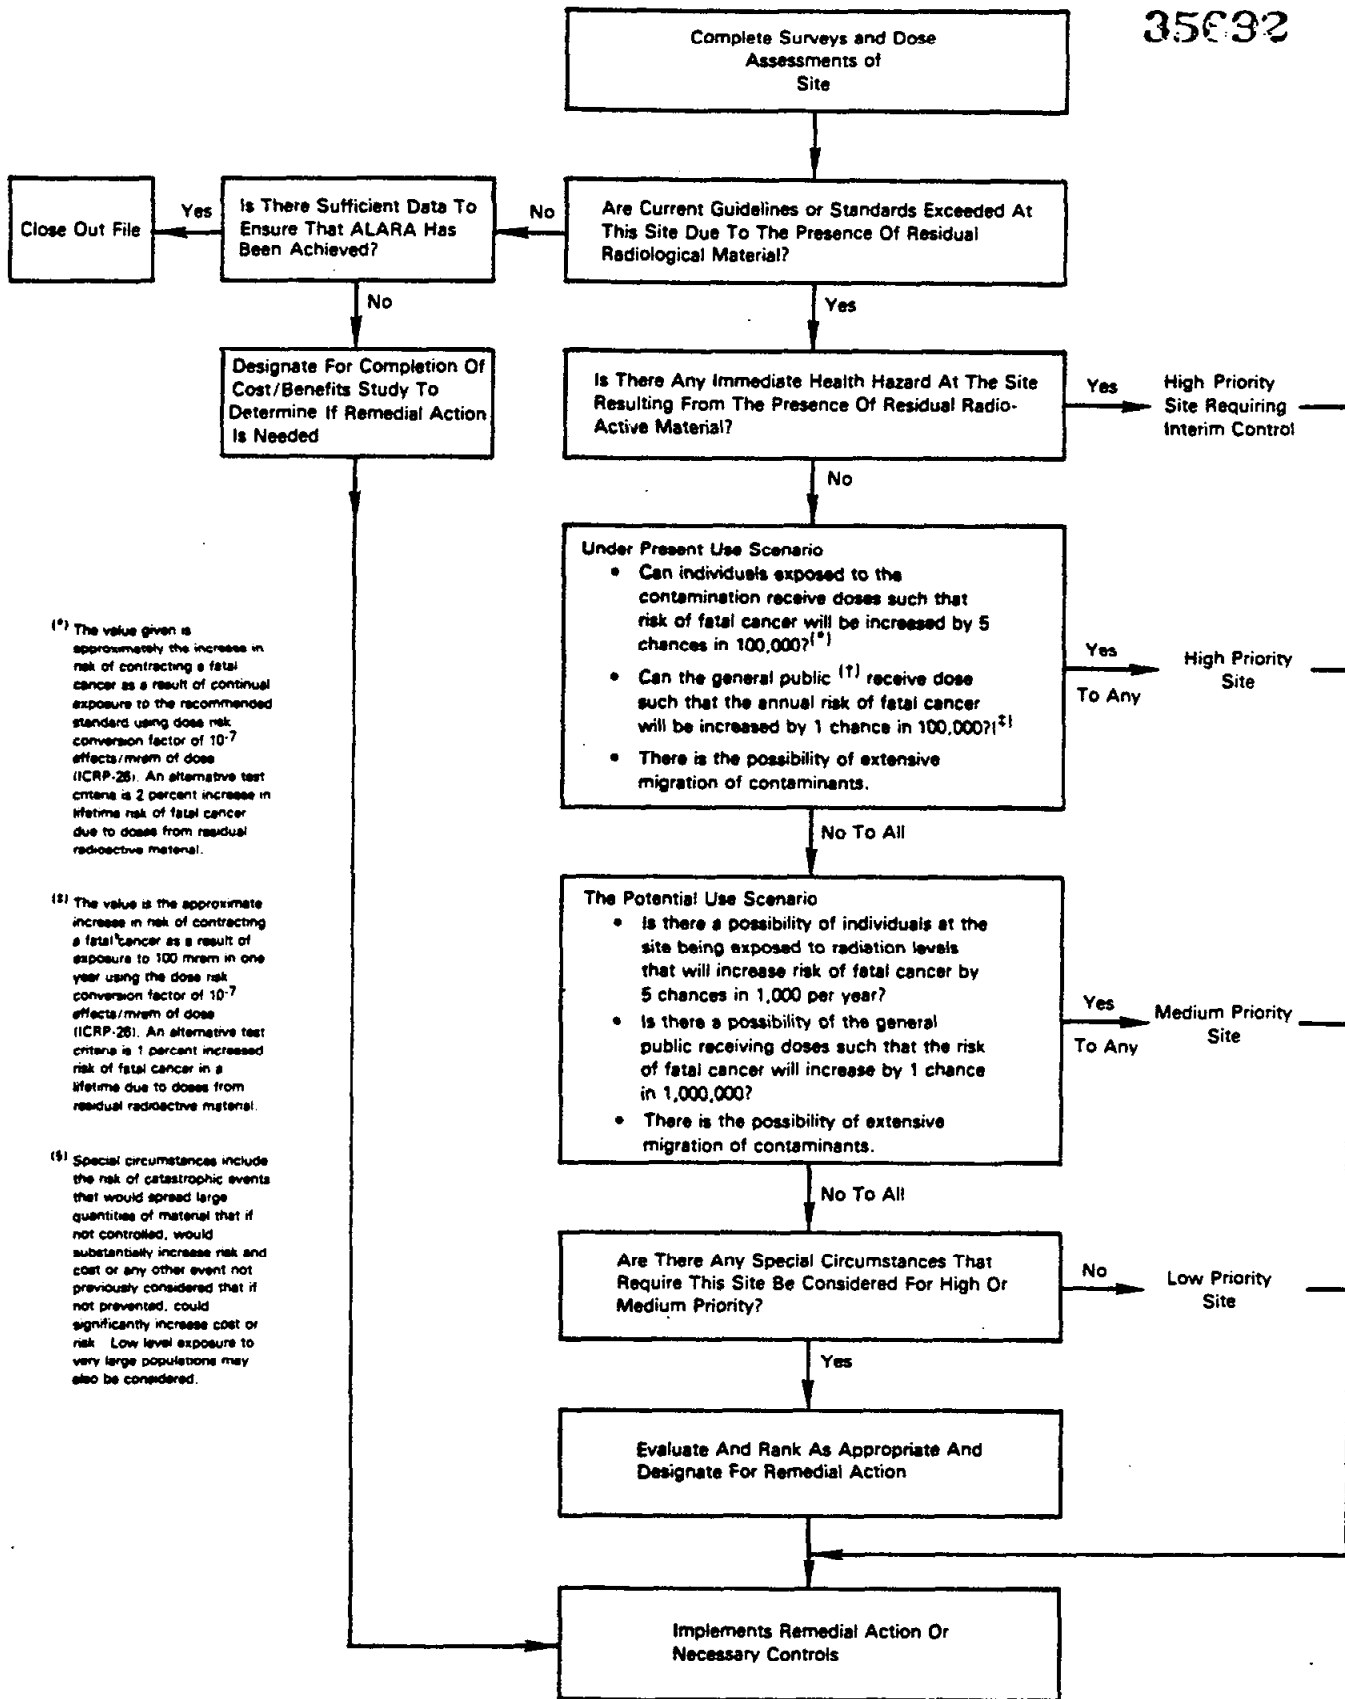 Complete Surveys and Dose
Assessments of
Site
Close Out File
Yes
Is There Sufficient Data To
Ensure That ALARA Has
Been Achieved?
No
Are Current Guidelines or Standards Exceeded At
This Site Due To The Presence Of Residual
Radiological Material?
No
Yes
Designate For Completion Of
Cost/Benefits Study To
Determine If Remedial Action
Is Needed
Is There Any Immediate Health Hazard At The Site
Resulting From The Presence Of Residual Radio-
Active Material?
Yes
High Priority
Site Requiring
Interim Control
No
Under Present Use Scenario
• Can individuals exposed to the
contamination receive doses such that
risk of fatal cancer will be increased by 5
chances in 100,000?(*)
• Can the general public (†) receive dose
such that the annual risk of fatal cancer
will be increased by 1 chance in 100,000?(‡)
• There is the possibility of extensive
migration of contaminants.
Yes
To Any
High Priority
Site
No To All
The Potential Use Scenario
• Is there a possibility of individuals at the
site being exposed to radiation levels
that will increase risk of fatal cancer by
5 chances in 1,000 per year?
• Is there a possibility of the general
public receiving doses such that the risk
of fatal cancer will increase by 1 chance
in 1,000,000?
• There is the possibility of extensive
migration of contaminants.
Yes
To Any
Medium Priority
Site
No To All
Are There Any Special Circumstances That
Require This Site Be Considered For High Or
Medium Priority?
No
Low Priority
Site
Yes
Evaluate And Rank As Appropriate And
Designate For Remedial Action
Implements Remedial Action Or
Necessary Controls
(*) The value given is
approximately the increase in
risk of contracting a fatal
cancer as a result of continual
exposure to the recommended
standard using dose risk
conversion factor of 10-7
effects/mrem of dose
(ICRP-26). An alternative test
criteria is 2 percent increase in
lifetime risk of fatal cancer
due to doses from residual
radioactive material.
(‡) The value is the approximate
increase in risk of contracting
a fatal cancer as a result of
exposure to 100 mrem in one
year using the dose risk
conversion factor of 10-7
effects/mrem of dose
(ICRP-26). An alternative test
criteria is 1 percent increased
risk of fatal cancer in a
lifetime due to doses from
residual radioactive material.
(§) Special circumstances include
the risk of catastrophic events
that would spread large
quantities of material that if
not controlled, would
substantially increase risk and
cost or any other event not
previously considered that if
not prevented, could
significantly increase cost or
risk. Low level exposure to
very large populations may
also be considered.